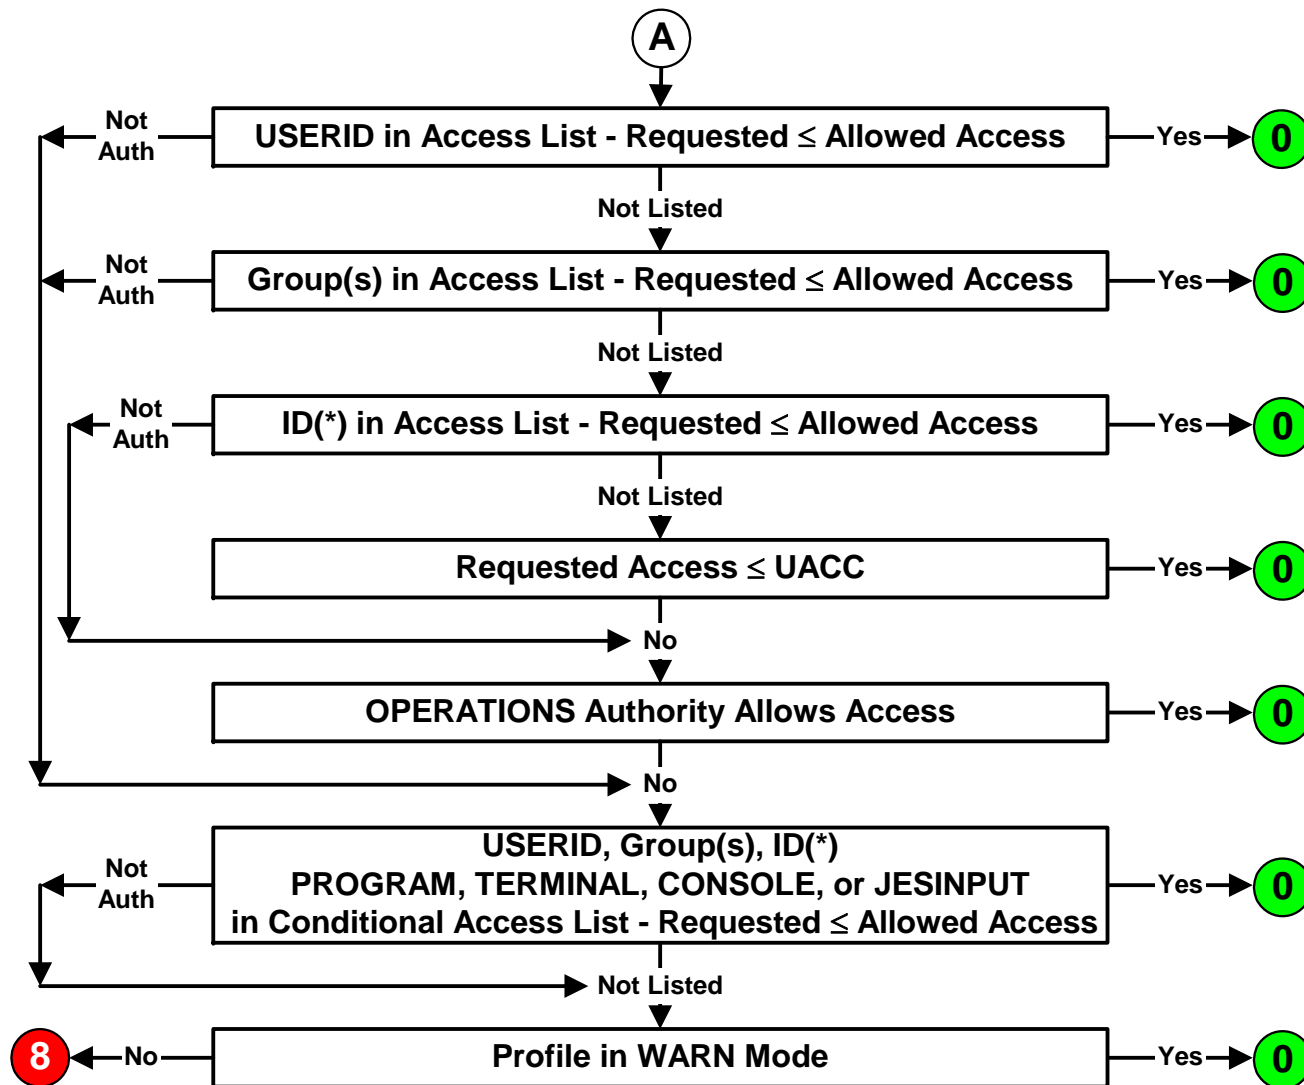 A
Not
Auth
USERID in Access List - Requested ≤ Allowed Access
Yes
0
Not Listed
Not
Auth
Group(s) in Access List - Requested ≤ Allowed Access
Yes
0
Not Listed
Not
Auth
ID(*) in Access List - Requested ≤ Allowed Access
Yes
0
Not Listed
Requested Access ≤ UACC
Yes
0
No
OPERATIONS Authority Allows Access
Yes
0
No
Not
Auth
USERID, Group(s), ID(*)
PROGRAM, TERMINAL, CONSOLE, or JESINPUT
in Conditional Access List - Requested ≤ Allowed Access
Yes
0
Not Listed
8
No
Profile in WARN Mode
Yes
0